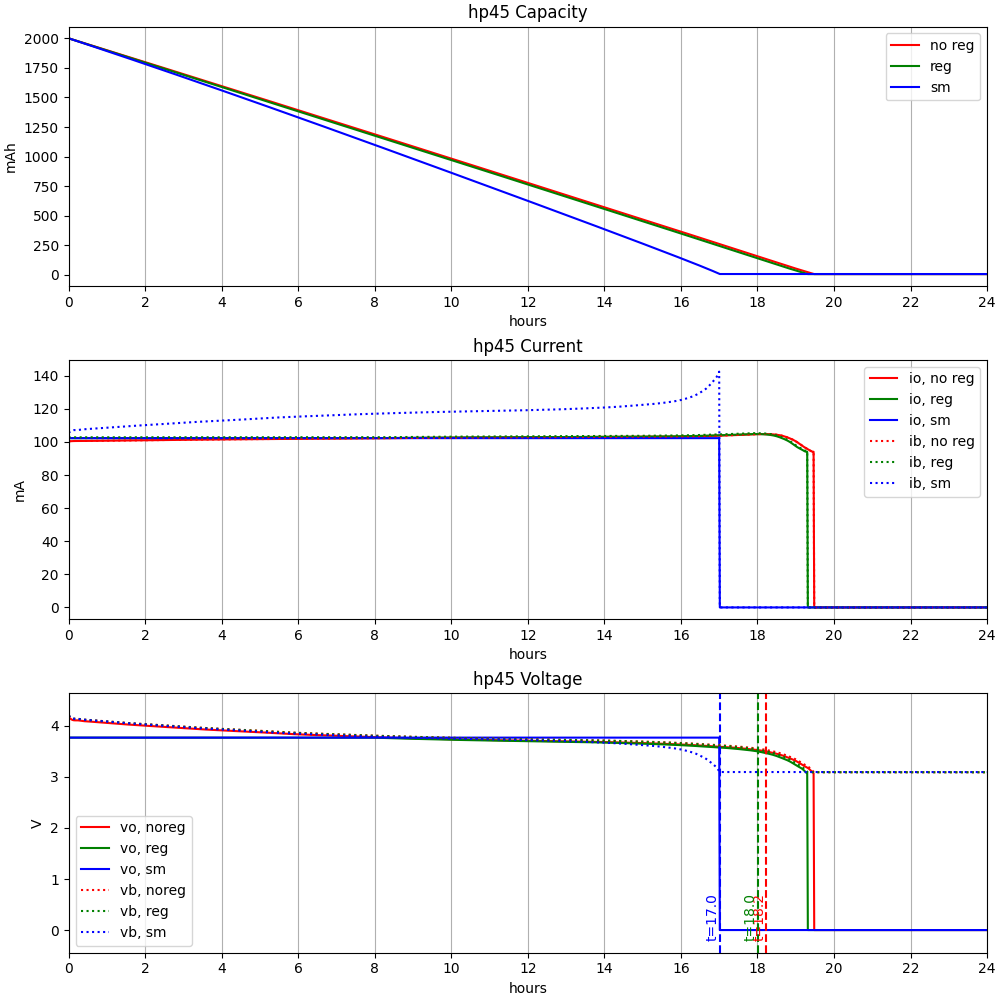 hp45 Capacity
2000
1750
1500
1250
1000
750
500
250
0
mAh
no reg
reg
sm
0 2 4 6 8 10 12 14 16 18 20 22 24
hours
hp45 Current
140
120
100
80
60
40
20
0
mA
io, no reg
io, reg
io, sm
ib, no reg
ib, reg
ib, sm
0 2 4 6 8 10 12 14 16 18 20 22 24
hours
hp45 Voltage
4
3
2
1
0
V
vo, noreg
vo, reg
vo, sm
vb, noreg
vb, reg
vb, sm
t=17.0
t=18.0
t=18.2
0 2 4 6 8 10 12 14 16 18 20 22 24
hours